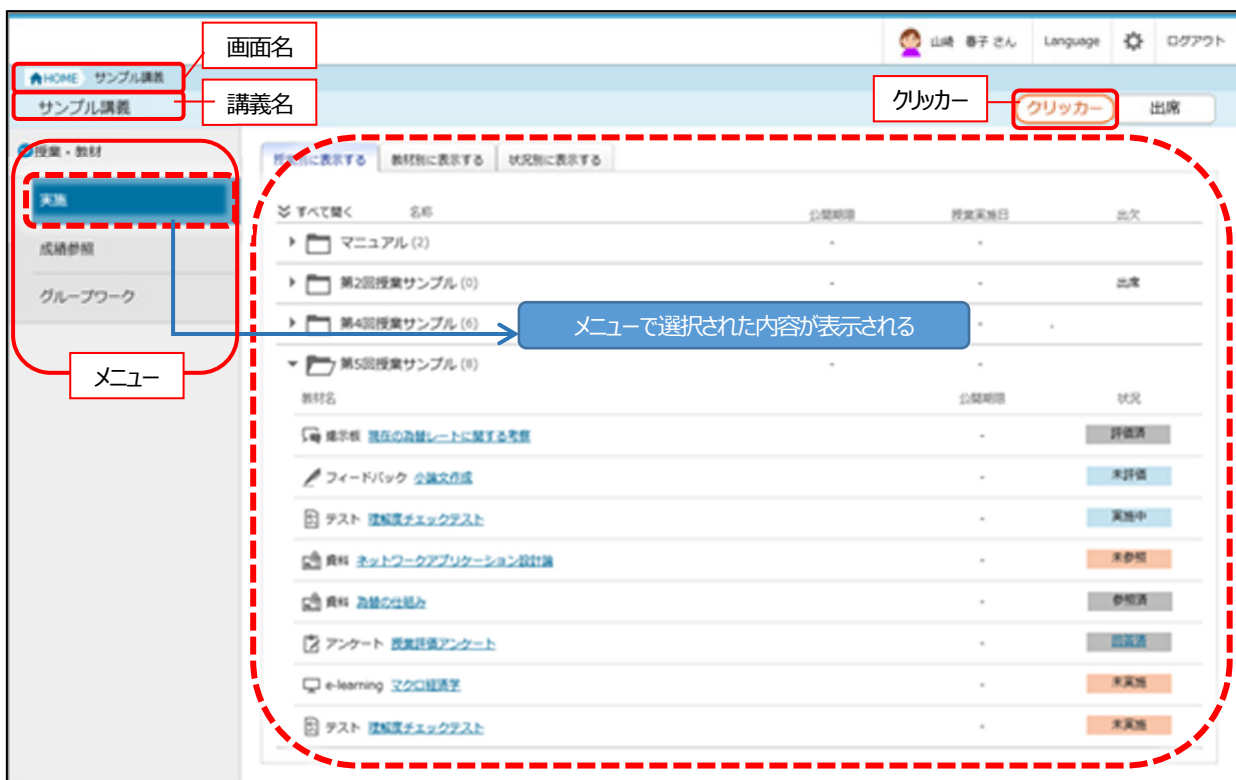 画面名
山崎 春子 さん Language ログアウト
HOME サンプル講義
サンプル講義
講義名
クリッカー
クリッカー 出席
授業・教材
授業別に表示する 教材別に表示する 状況別に表示する
実施
すべて開く 名称 公開期限 授業実施日 出欠
成績参照
マニュアル (2) - -
グループワーク
第2回授業サンプル (0) - - 出席
第4回授業サンプル (6) - -
メニューで選択された内容が表示される
メニュー
第5回授業サンプル (8) - -
教材名 公開期限 状況
掲示板 現在の為替レートに関する考察 - 評価済
フィードバック 小論文作成 - 未評価
テスト 理解度チェックテスト - 実施中
資料 ネットワークアプリケーション設計論 - 未参照
資料 為替の仕組み - 参照済
アンケート 授業評価アンケート - 回答済
e-learning マクロ経済学 - 未実施
テスト 理解度チェックテスト - 未実施